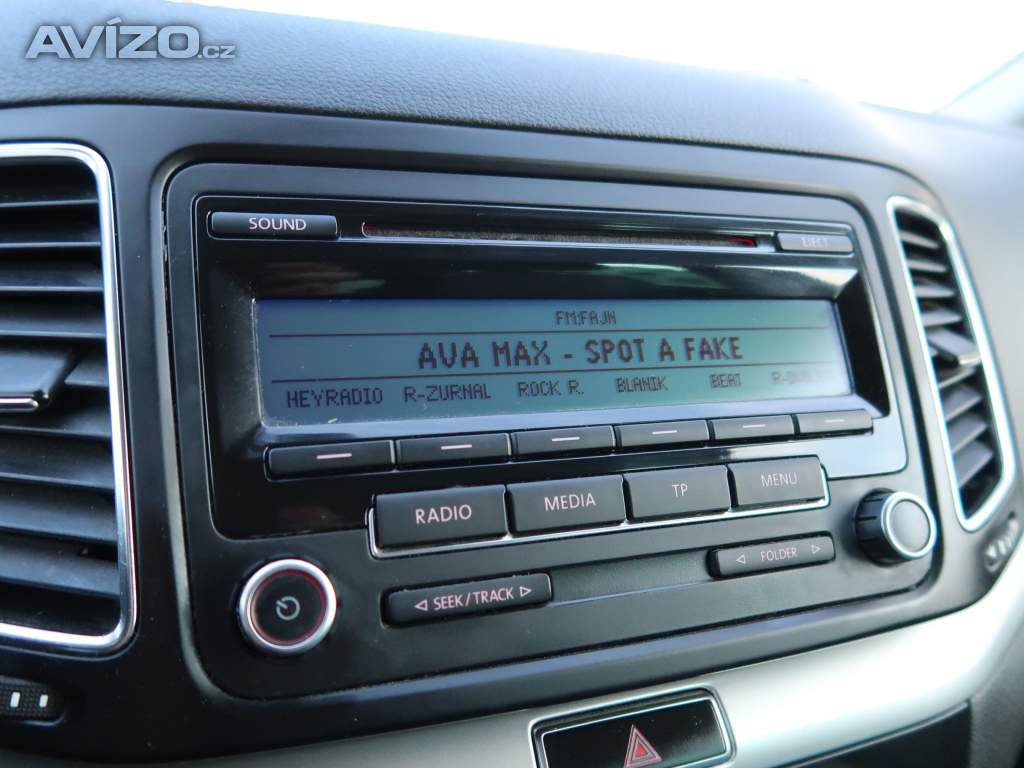 AVÍZO.cz
SOUND
EJECT
FM:FAJN
AVA MAX - SPOT A FAKE
HEYRADIO R-ZURNAL ROCK R. BLANIK BEAT
RADIO MEDIA TP MENU
◁ SEEK/TRACK ▷
◁ FOLDER ▷